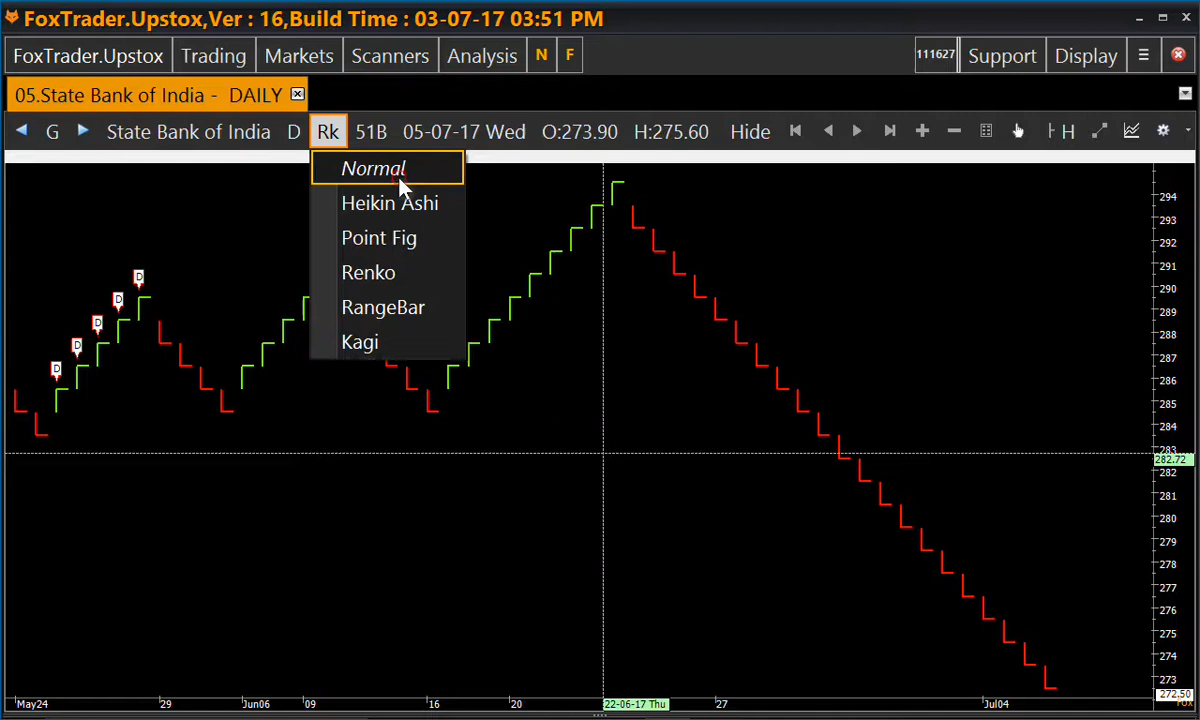 FoxTrader.Upstox,Ver : 16,Build Time : 03-07-17 03:51 PM
FoxTrader.Upstox Trading Markets Scanners Analysis N F 111627 Support Display
05.State Bank of India - DAILY
G State Bank of India D Rk 51B 05-07-17 Wed O:273.90 H:275.60 Hide H
Normal
Heikin Ashi
Point Fig
Renko
RangeBar
Kagi
D
D
D
D
D
294
293
292
291
290
289
288
287
286
285
284
283
282.72
282
281
280
279
278
277
276
275
274
273
272.50
May24 29 Jun06 09 16 20 22-06-17 Thu 27 Jul04 Fox